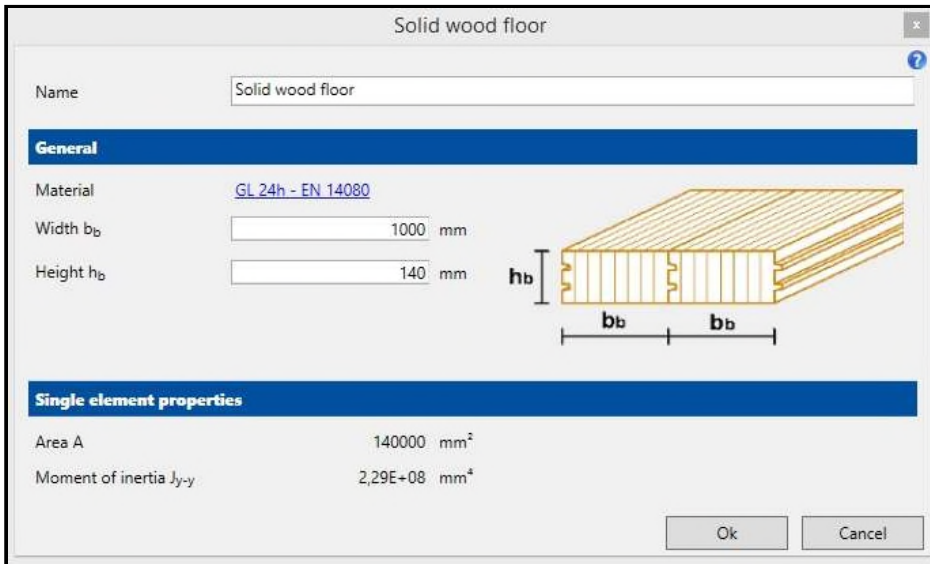 Solid wood floor
x
?
Name Solid wood floor
General
Material GL 24h - EN 14080
Width bb 1000 mm
Height hb 140 mm
hb
bb bb
Single element properties
Area A 140000 mm²
Moment of inertia Jy-y 2,29E+08 mm⁴
Ok Cancel